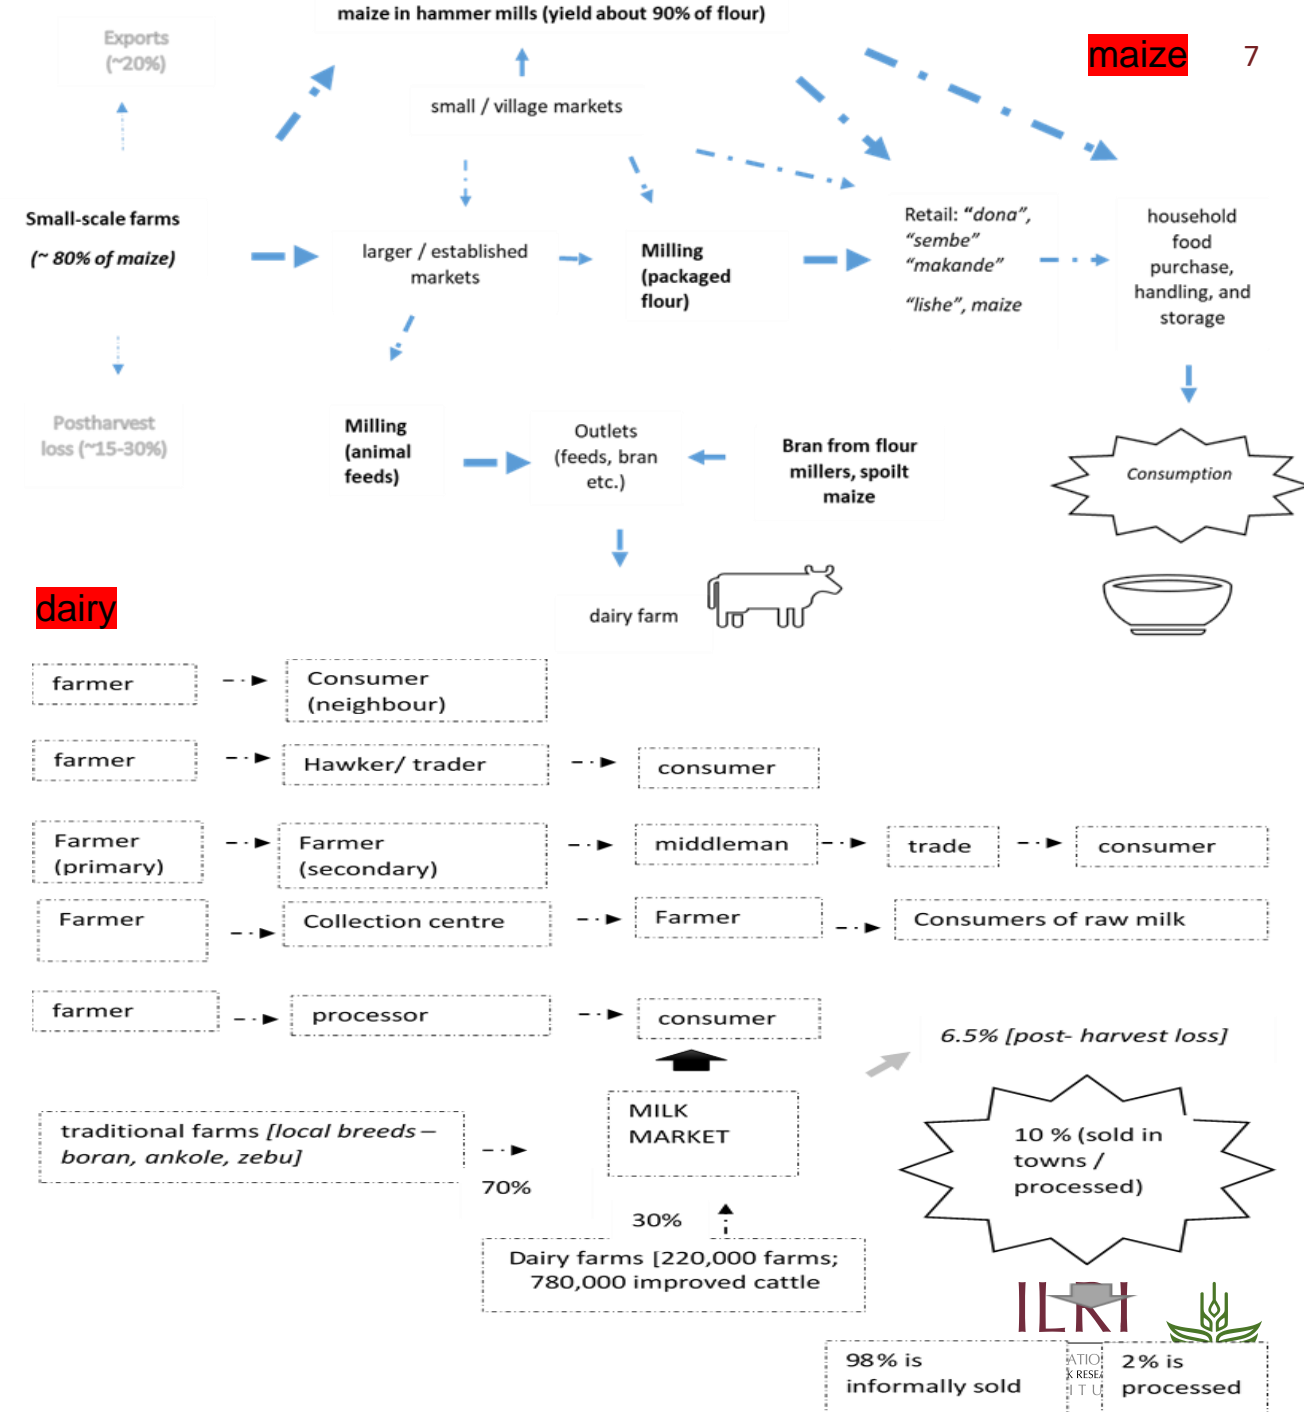 maize in hammer mills (yield about 90% of flour)
maize
7
Exports
(~20%)
small / village markets
Small-scale farms
(~ 80% of maize)
larger / established
markets
Milling
(packaged
flour)
Retail: “dona”,
“sembe”
“makande”
“lishe”, maize
household
food
purchase,
handling, and
storage
Postharvest
loss (~15-30%)
Milling
(animal
feeds)
Outlets
(feeds, bran
etc.)
Bran from flour
millers, spoilt
maize
Consumption
dairy farm
dairy
farmer
Consumer
(neighbour)
farmer
Hawker/ trader
consumer
Farmer
(primary)
Farmer
(secondary)
middleman
trade
consumer
Farmer
Collection centre
Farmer
Consumers of raw milk
farmer
processor
consumer
6.5% [post- harvest loss]
MILK
MARKET
traditional farms [local breeds –
boran, ankole, zebu]
70%
10 % (sold in
towns /
processed)
30%
Dairy farms [220,000 farms;
780,000 improved cattle
ILRI
98% is
informally sold
2% is
processed